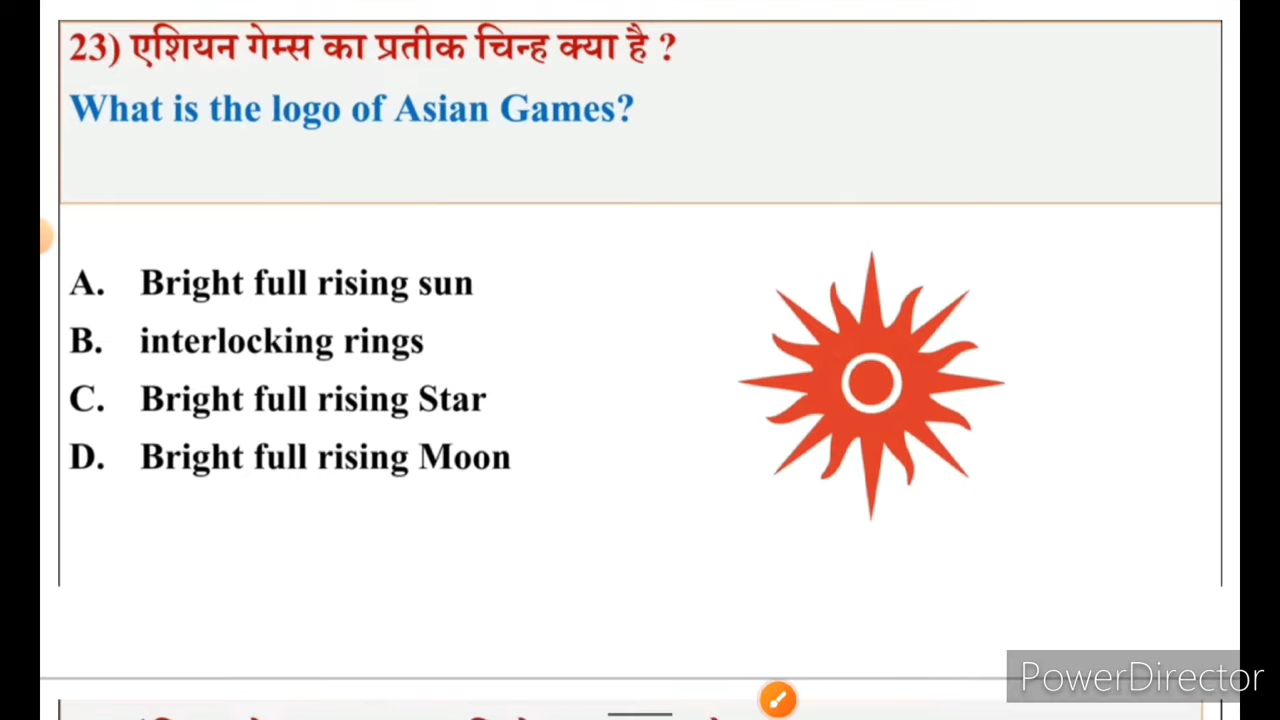 23) एशियन गेम्स का प्रतीक चिन्ह क्या है ?
What is the logo of Asian Games?
A. Bright full rising sun
B. interlocking rings
C. Bright full rising Star
D. Bright full rising Moon
PowerDirector